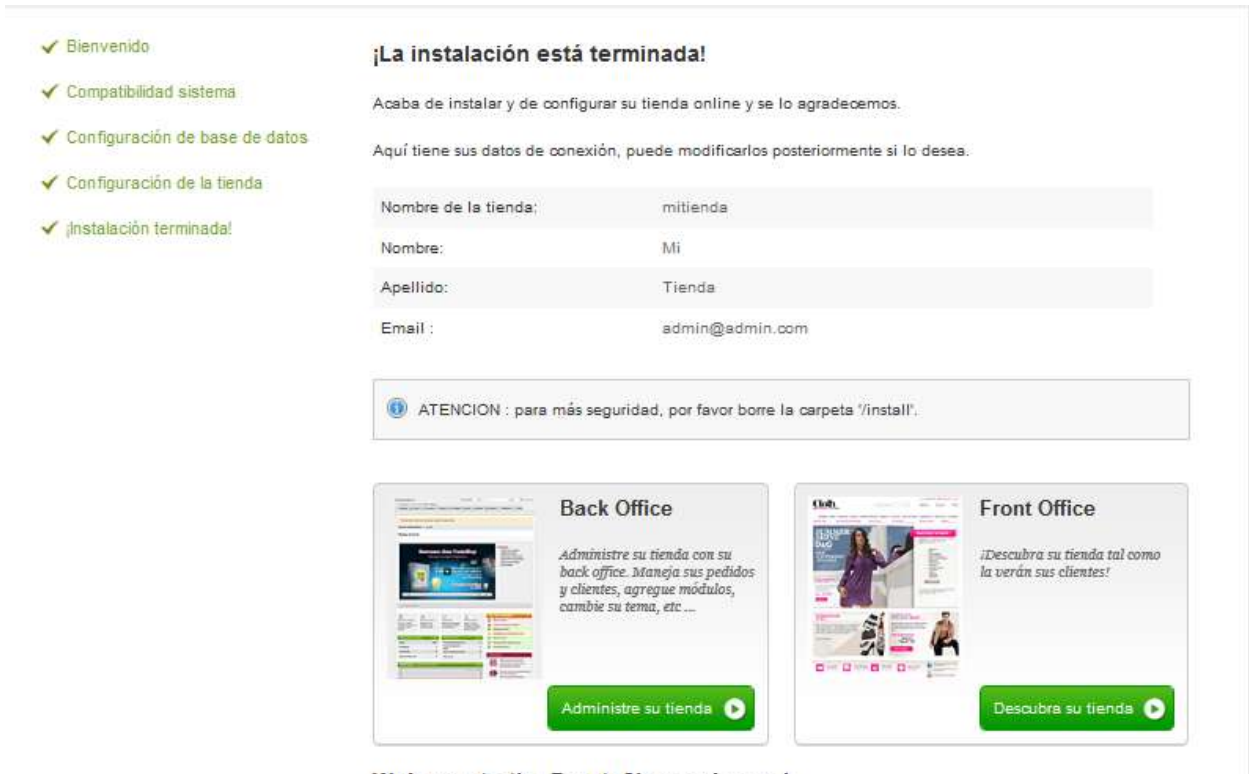 Bienvenido
Compatibilidad sistema
Configuración de base de datos
Configuración de la tienda
¡Instalación terminada!
¡La instalación está terminada!
Acaba de instalar y de configurar su tienda online y se lo agradecemos.
Aquí tiene sus datos de conexión, puede modificarlos posteriormente si lo desea.
Nombre de la tienda: mitienda
Nombre: Mi
Apellido: Tienda
Email : admin@admin.com
ATENCION : para más seguridad, por favor borre la carpeta '/install'.
Back Office
Administre su tienda con su
back office. Maneja sus pedidos
y clientes, agregue módulos,
cambie su tema, etc ...
Administre su tienda
Front Office
¡Descubra su tienda tal como
la verán sus clientes!
Descubra su tienda